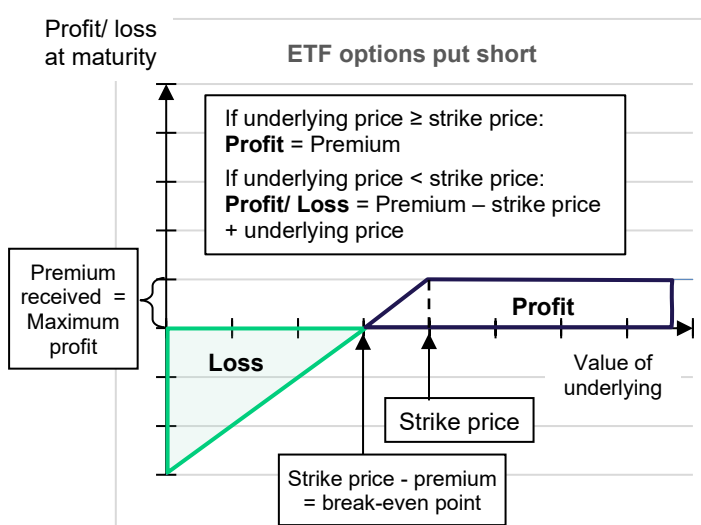 Profit/ loss
at maturity
ETF options put short
If underlying price ≥ strike price:
Profit = Premium
If underlying price < strike price:
Profit/ Loss = Premium – strike price
+ underlying price
Premium
received =
Maximum
profit
Profit
Loss
Value of
underlying
Strike price
Strike price - premium
= break-even point